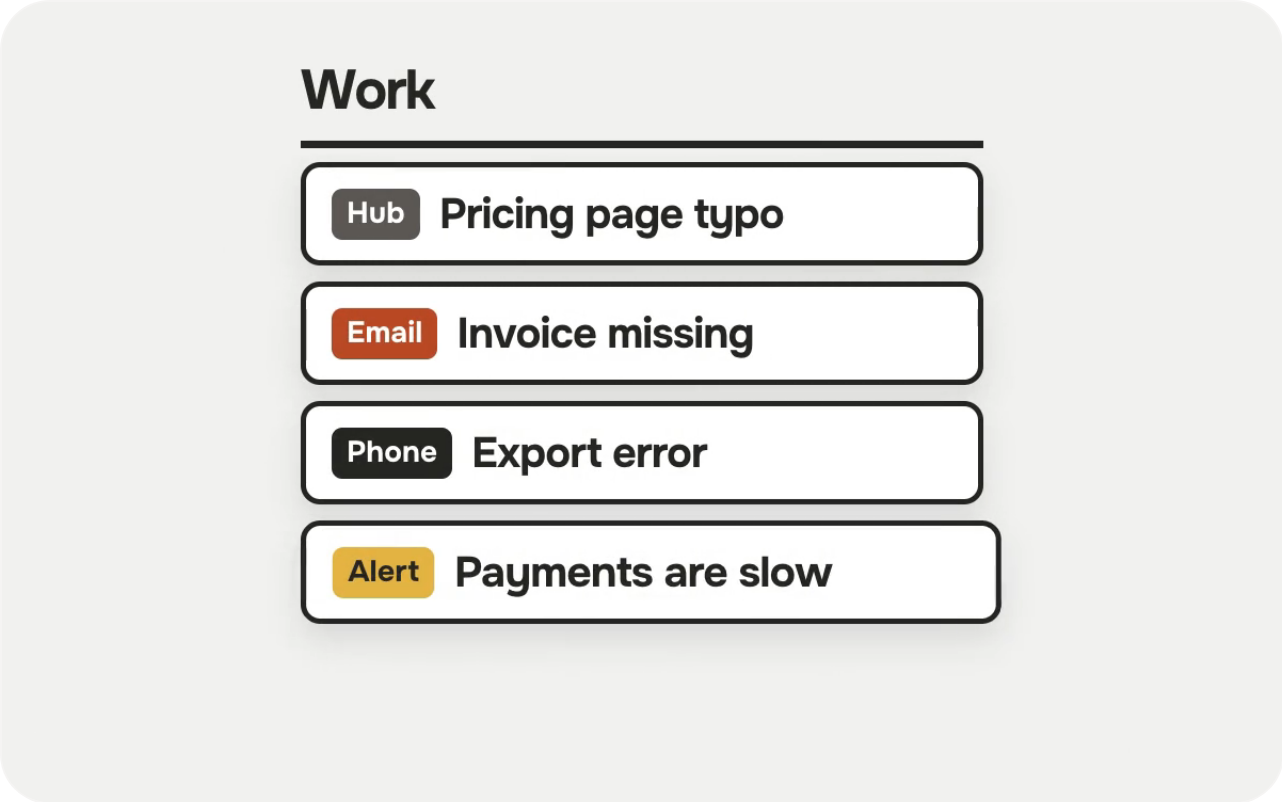 Work
Hub Pricing page typo
Email Invoice missing
Phone Export error
Alert Payments are slow